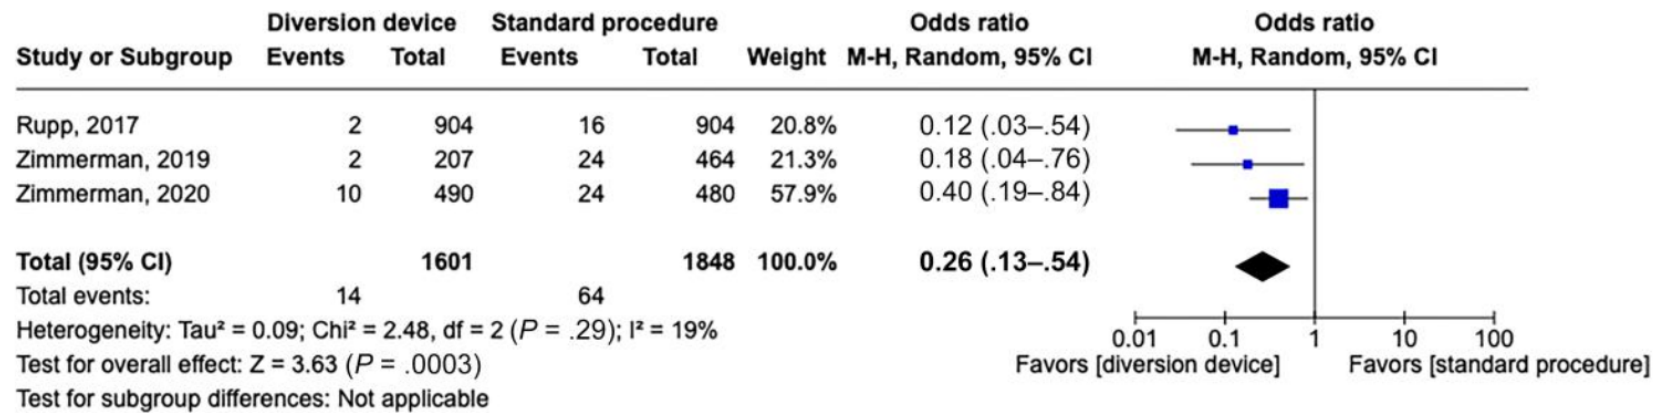 Diversion device Standard procedure Odds ratio Odds ratio
Study or Subgroup Events Total Events Total Weight M-H, Random, 95% CI M-H, Random, 95% CI
Rupp, 2017 2 904 16 904 20.8% 0.12 (.03–.54)
Zimmerman, 2019 2 207 24 464 21.3% 0.18 (.04–.76)
Zimmerman, 2020 10 490 24 480 57.9% 0.40 (.19–.84)
Total (95% CI) 1601 1848 100.0% 0.26 (.13–.54)
Total events: 14 64
Heterogeneity: Tau² = 0.09; Chi² = 2.48, df = 2 (P = .29); I² = 19%
Test for overall effect: Z = 3.63 (P = .0003)
Test for subgroup differences: Not applicable
0.01 0.1 1 10 100
Favors [diversion device] Favors [standard procedure]